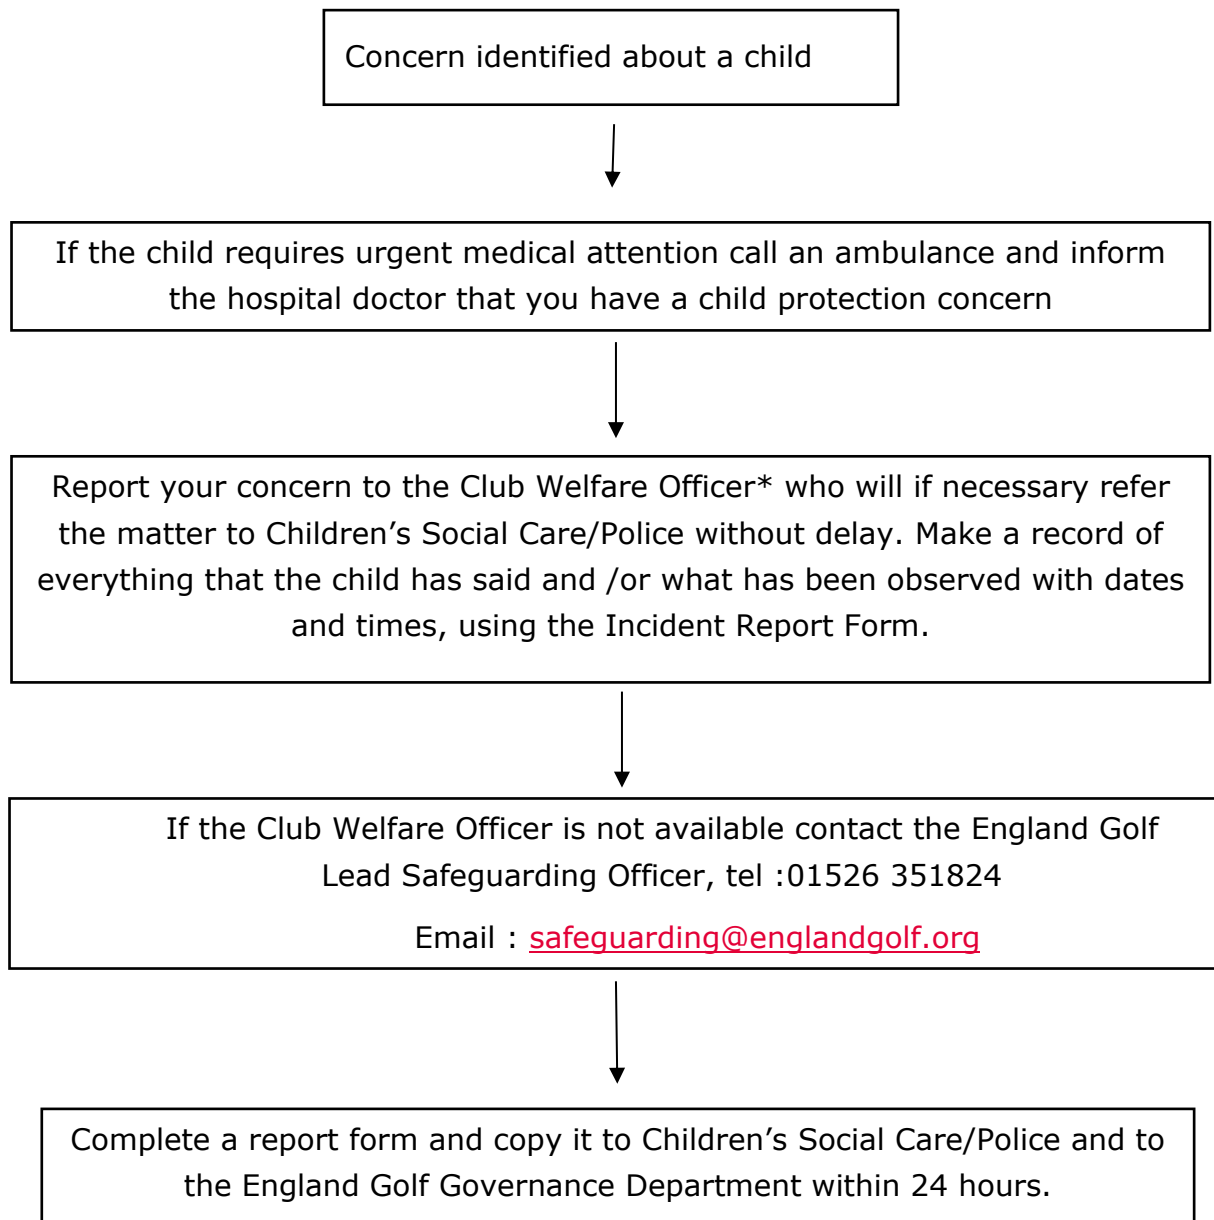 Concern identified about a child
If the child requires urgent medical attention call an ambulance and inform
the hospital doctor that you have a child protection concern
Report your concern to the Club Welfare Officer* who will if necessary refer
the matter to Children’s Social Care/Police without delay. Make a record of
everything that the child has said and /or what has been observed with dates
and times, using the Incident Report Form.
If the Club Welfare Officer is not available contact the England Golf
Lead Safeguarding Officer, tel :01526 351824
Email : safeguarding@englandgolf.org
Complete a report form and copy it to Children’s Social Care/Police and to
the England Golf Governance Department within 24 hours.